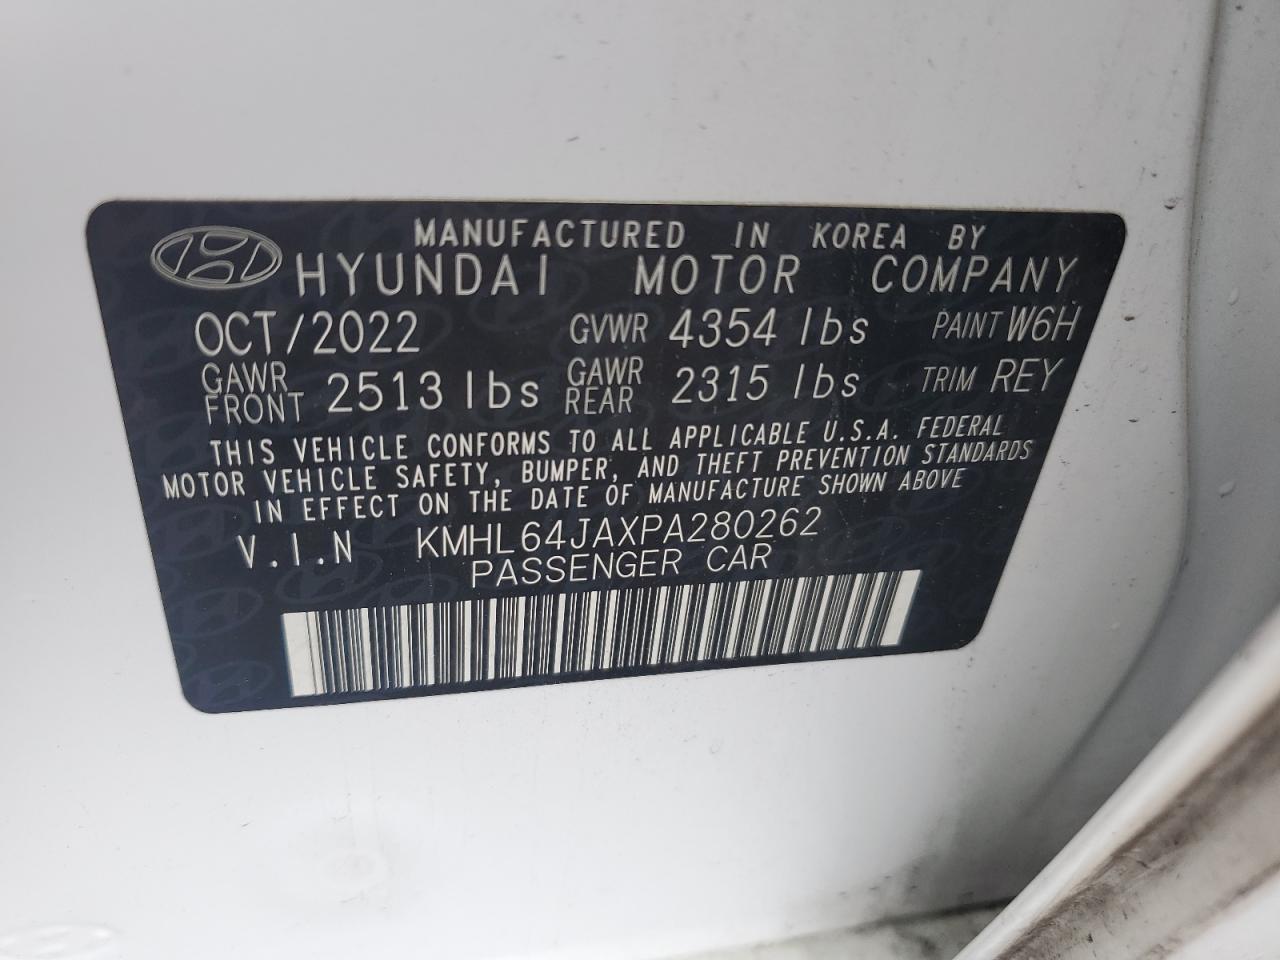 MANUFACTURED IN KOREA BY
HYUNDAI MOTOR COMPANY
OCT/2022 GVWR 4354 lbs PAINT W6H
GAWR FRONT 2513 lbs GAWR REAR 2315 lbs TRIM REY
THIS VEHICLE CONFORMS TO ALL APPLICABLE U.S.A. FEDERAL
MOTOR VEHICLE SAFETY, BUMPER, AND THEFT PREVENTION STANDARDS
IN EFFECT ON THE DATE OF MANUFACTURE SHOWN ABOVE
V.I.N KMHL64JAXPA280262
PASSENGER CAR